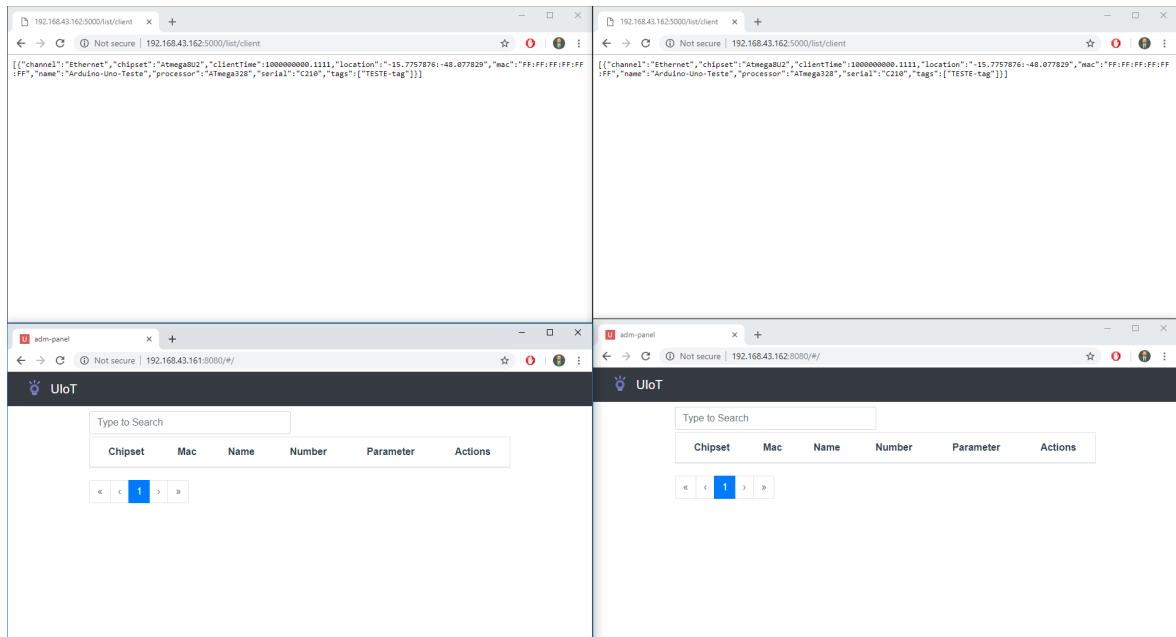 192.168.43.162:5000/list/client
Not secure | 192.168.43.162:5000/list/client
[{"channel":"Ethernet","chipset":"Atmega8U2","clientTime":1000000000.1111,"location":"-15.7757876:-48.077829","mac":"FF:FF:FF:FF:FF
:FF","name":"Arduino-Uno-Teste","processor":"ATmega328","serial":"C210","tags":["TESTE-tag"]}]
192.168.43.162:5000/list/client
Not secure | 192.168.43.162:5000/list/client
[{"channel":"Ethernet","chipset":"Atmega8U2","clientTime":1000000000.1111,"location":"-15.7757876:-48.077829","mac":"FF:FF:FF:FF:FF
:FF","name":"Arduino-Uno-Teste","processor":"ATmega328","serial":"C210","tags":["TESTE-tag"]}]
U adm-panel
Not secure | 192.168.43.161:8080/#/
UIoT
Type to Search
Chipset Mac Name Number Parameter Actions
« ‹ 1 › »
U adm-panel
Not secure | 192.168.43.162:8080/#/
UIoT
Type to Search
Chipset Mac Name Number Parameter Actions
« ‹ 1 › »